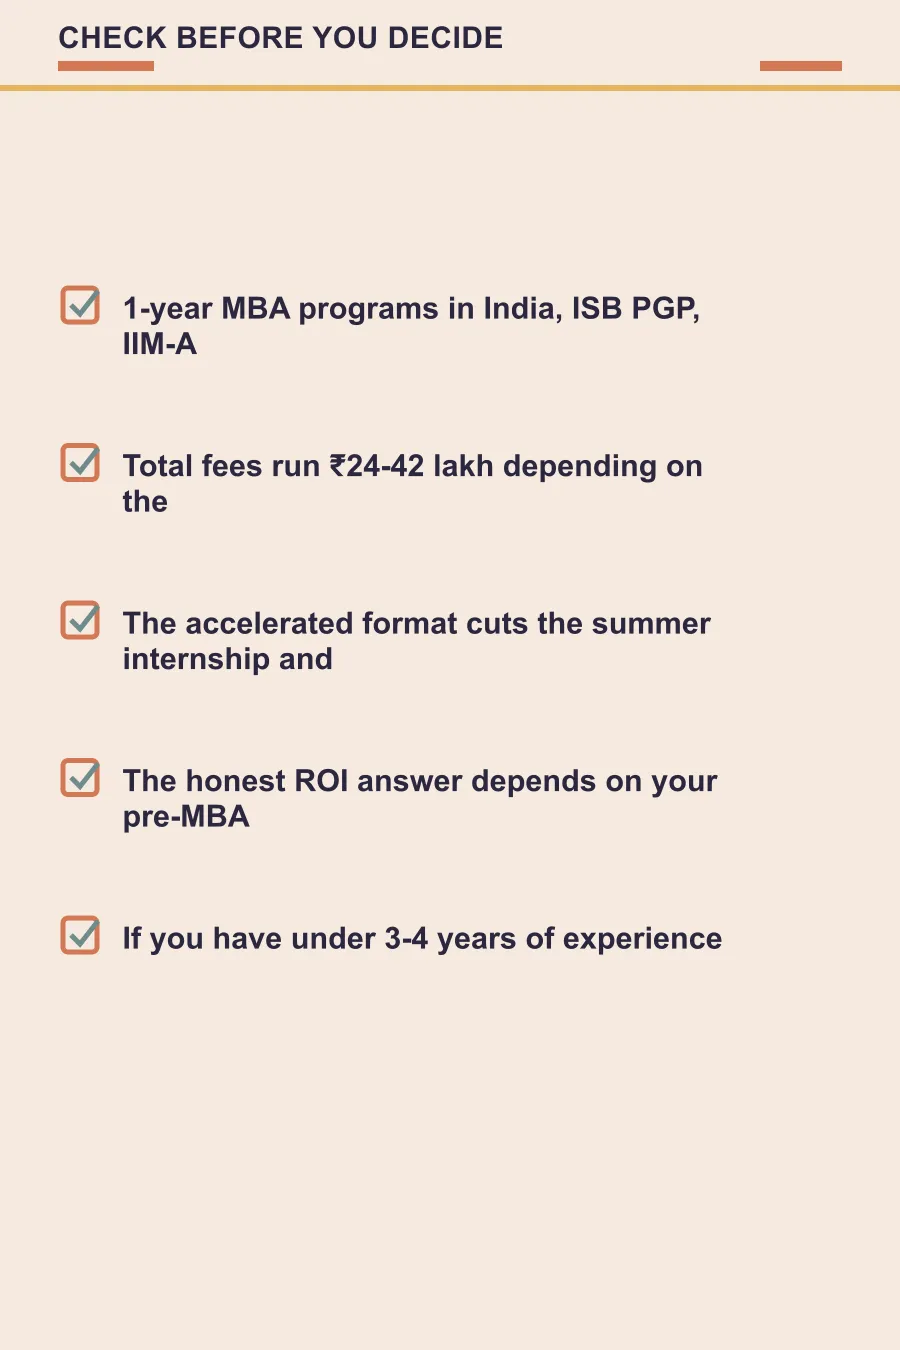 CHECK BEFORE YOU DECIDE
1-year MBA programs in India, ISB PGP,
IIM-A
Total fees run ₹24-42 lakh depending on
the
The accelerated format cuts the summer
internship and
The honest ROI answer depends on your
pre-MBA
If you have under 3-4 years of experience